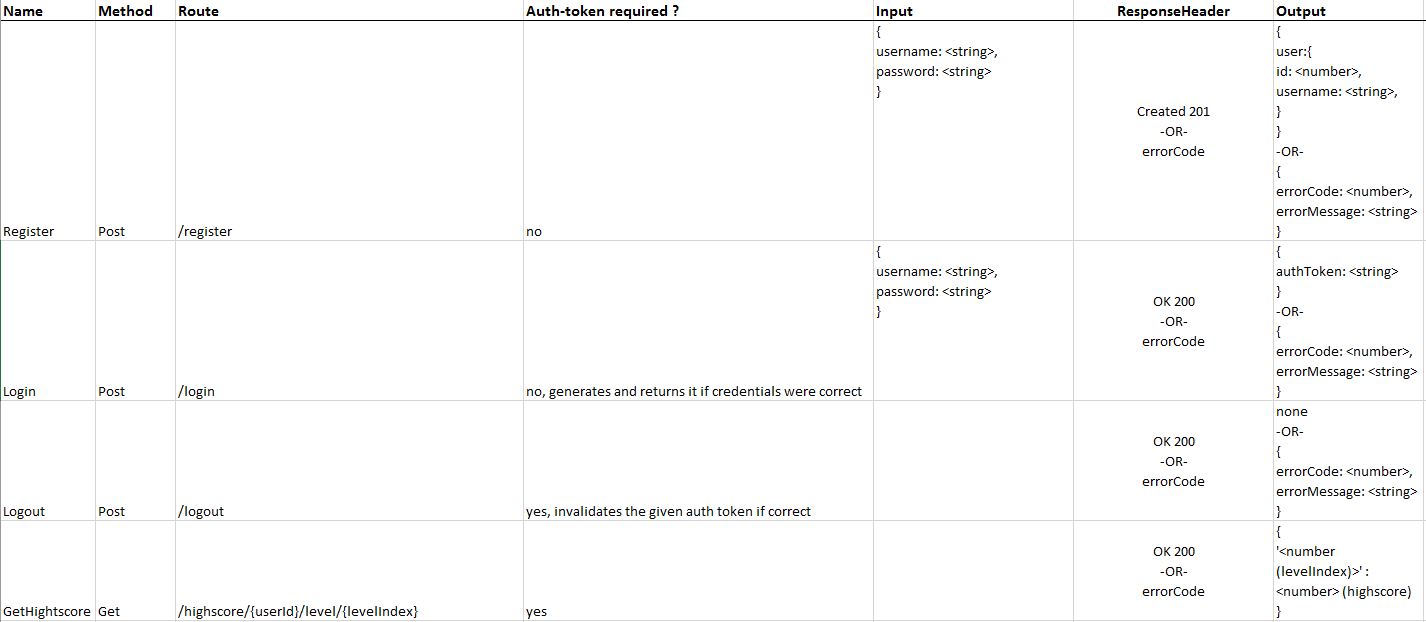 Name Method Route Auth-token required ? Input ResponseHeader Output
Register Post /register no
{
username: <string>,
password: <string>
}
Created 201
-OR-
errorCode
{
user:{
id: <number>,
username: <string>,
}
}
-OR-
{
errorCode: <number>,
errorMessage: <string>
}
Login Post /login no, generates and returns it if credentials were correct
{
username: <string>,
password: <string>
}
OK 200
-OR-
errorCode
{
authToken: <string>
}
-OR-
{
errorCode: <number>,
errorMessage: <string>
}
Logout Post /logout yes, invalidates the given auth token if correct
OK 200
-OR-
errorCode
none
-OR-
{
errorCode: <number>,
errorMessage: <string>
}
GetHightscore Get /highscore/{userId}/level/{levelIndex} yes
OK 200
-OR-
errorCode
{
'<number
(levelIndex)>' :
<number> (highscore)
}